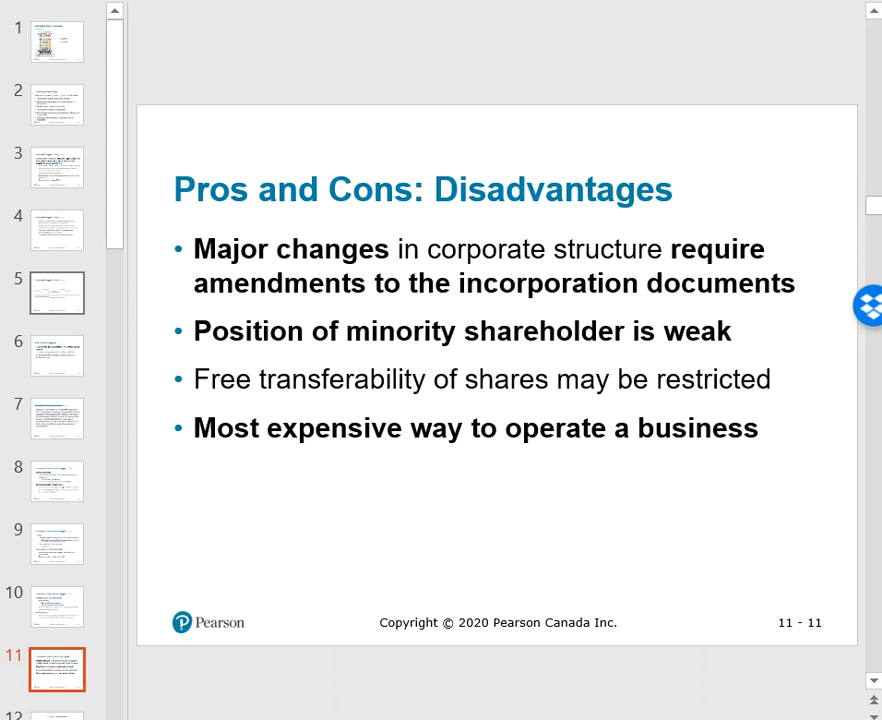 1
2
3
4
5
6
7
8
9
10
11
12
Pros and Cons: Disadvantages
• Major changes in corporate structure require
amendments to the incorporation documents
• Position of minority shareholder is weak
• Free transferability of shares may be restricted
• Most expensive way to operate a business
Pearson
Copyright © 2020 Pearson Canada Inc.
11 - 11